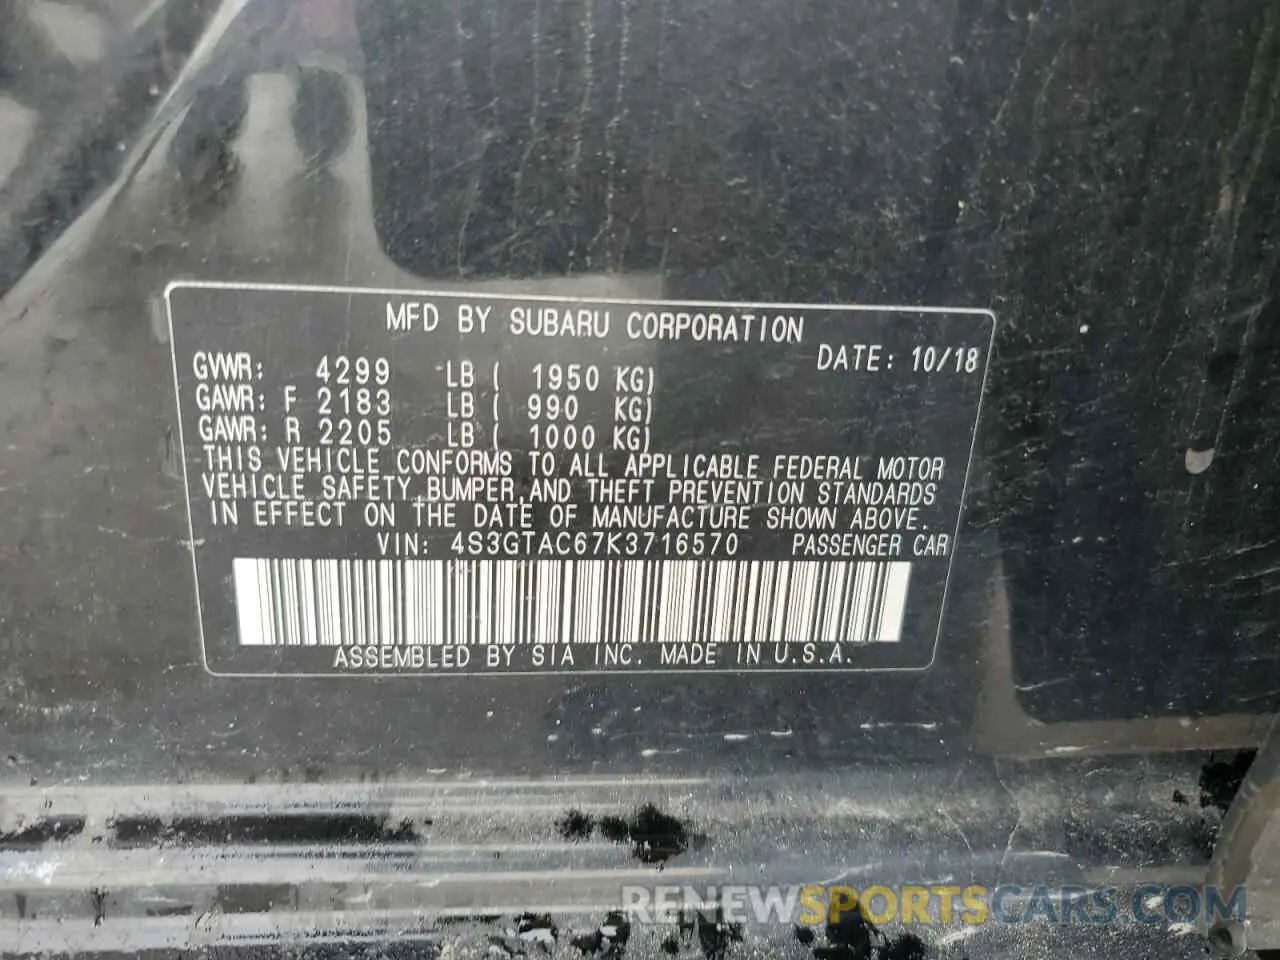 MFD BY SUBARU CORPORATION
DATE: 10/18
GVWR: 4299 LB ( 1950 KG)
GAWR: F 2183 LB ( 990 KG)
GAWR: R 2205 LB ( 1000 KG)
THIS VEHICLE CONFORMS TO ALL APPLICABLE FEDERAL MOTOR
VEHICLE SAFETY,BUMPER,AND THEFT PREVENTION STANDARDS
IN EFFECT ON THE DATE OF MANUFACTURE SHOWN ABOVE.
VIN: 4S3GTAC67K3716570 PASSENGER CAR
ASSEMBLED BY SIA INC. MADE IN U.S.A.
RENEWSPORTSCARS.COM